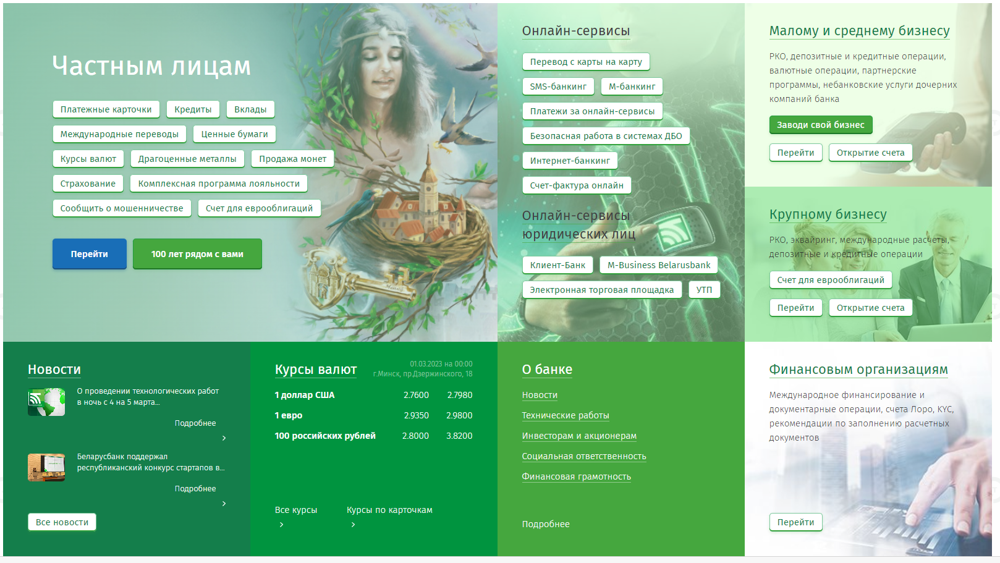 Частным лицам
Платежные карточки
Кредиты
Вклады
Международные переводы
Ценные бумаги
Курсы валют
Драгоценные металлы
Продажа монет
Страхование
Комплексная программа лояльности
Сообщить о мошенничестве
Счет для еврооблигаций
Перейти
100 лет рядом с вами
Онлайн-сервисы
Перевод с карты на карту
SMS-банкинг
М-банкинг
Платежи за онлайн-сервисы
Безопасная работа в системах ДБО
Интернет-банкинг
Счет-фактура онлайн
Онлайн-сервисы
юридических лиц
Клиент-Банк
M-Business Belarusbank
Электронная торговая площадка
УТП
Малому и среднему бизнесу
РКО, депозитные и кредитные операции,
валютные операции, партнерские
программы, небанковские услуги дочерних
компаний банка
Заводи свой бизнес
Перейти
Открытие счета
Крупному бизнесу
РКО, эквайринг, международные расчеты,
депозитные и кредитные операции
Счет для еврооблигаций
Перейти
Открытие счета
Новости
О проведении технологических работ
в ночь с 4 на 5 марта...
Подробнее
Беларусбанк поддержал
республиканский конкурс стартапов в...
Подробнее
Все новости
Курсы валют
01.03.2023 на 00:00
г.Минск, пр.Дзержинского, 18
1 доллар США 2.7600 2.7980
1 евро 2.9350 2.9800
100 российских рублей 2.8000 3.8200
Все курсы
Курсы по карточкам
О банке
Новости
Технические работы
Инвесторам и акционерам
Социальная ответственность
Финансовая грамотность
Подробнее
Финансовым организациям
Международное финансирование и
документарные операции, счета Лоро, KYC,
рекомендации по заполнению расчетных
документов
Перейти